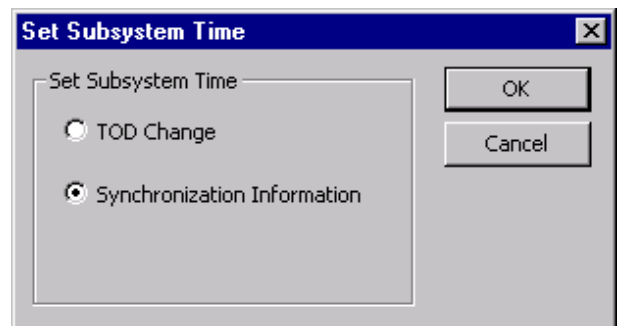 Set Subsystem Time
Set Subsystem Time
OK
TOD Change
Cancel
Synchronization Information